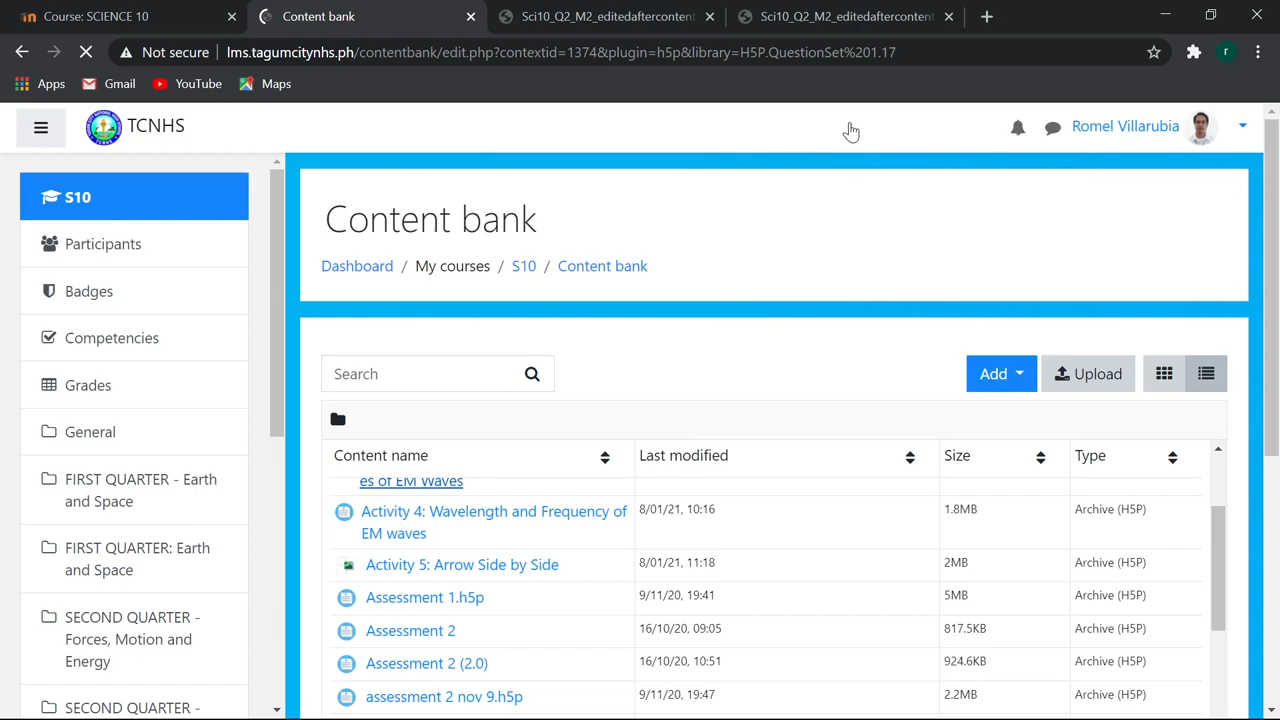 Course: SCIENCE 10
Content bank
Sci10_Q2_M2_editedaftercontent
Sci10_Q2_M2_editedaftercontent
Not secure
lms.tagumcitynhs.ph/contentbank/edit.php?contextid=1374&plugin=h5p&library=H5P.QuestionSet%201.17
r
Apps
Gmail
YouTube
Maps
TCNHS
Romel Villarubia
S10
Participants
Badges
Competencies
Grades
General
FIRST QUARTER - Earth
and Space
FIRST QUARTER: Earth
and Space
SECOND QUARTER -
Forces, Motion and
Energy
SECOND QUARTER -
Content bank
Dashboard / My courses / S10 / Content bank
Search
Add
Upload
Content name Last modified Size Type
es of EM Waves
Activity 4: Wavelength and Frequency of 8/01/21, 10:16 1.8MB Archive (H5P)
EM waves
Activity 5: Arrow Side by Side 8/01/21, 11:18 2MB Archive (H5P)
Assessment 1.h5p 9/11/20, 19:41 5MB Archive (H5P)
Assessment 2 16/10/20, 09:05 817.5KB Archive (H5P)
Assessment 2 (2.0) 16/10/20, 10:51 924.6KB Archive (H5P)
assessment 2 nov 9.h5p 9/11/20, 19:47 2.2MB Archive (H5P)